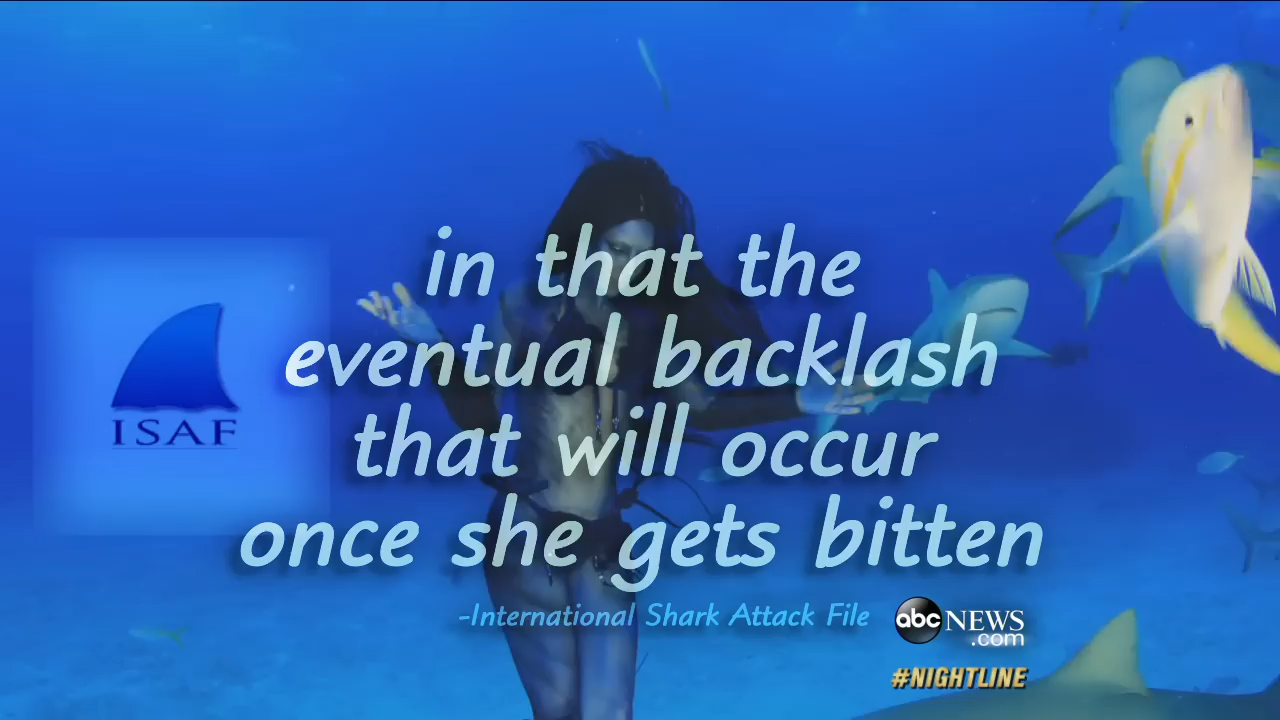 in that the
eventual backlash
that will occur
once she gets bitten
-International Shark Attack File
ISAF
abc NEWS
.com
#NIGHTLINE